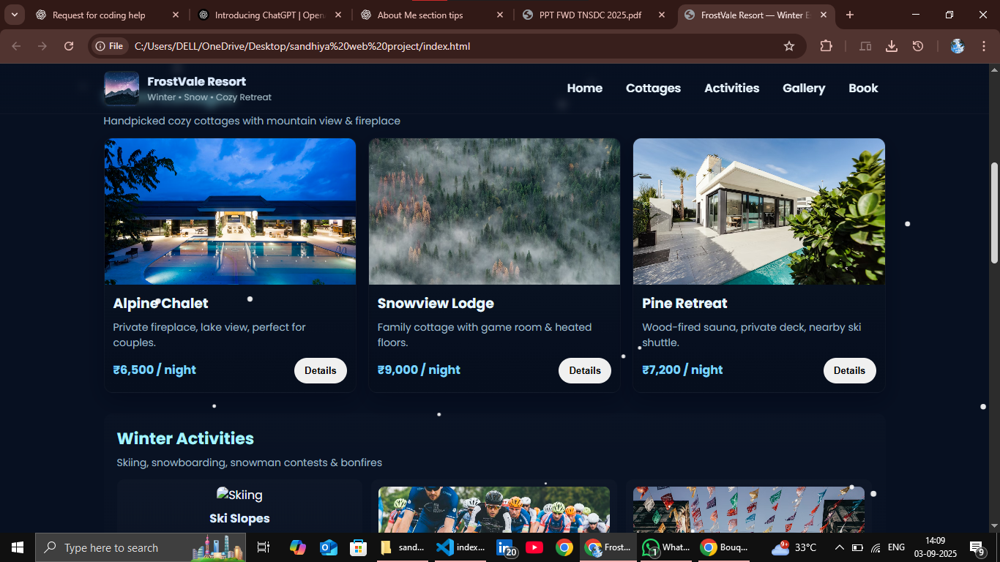 Request for coding help
Introducing ChatGPT | Open
About Me section tips
PPT FWD TNSDC 2025.pdf
FrostVale Resort — Winter E
File
C:/Users/DELL/OneDrive/Desktop/sandhiya%20web%20project/index.html
FrostVale Resort
Winter • Snow • Cozy Retreat
Home
Cottages
Activities
Gallery
Book
Handpicked cozy cottages with mountain view & fireplace
Alpine Chalet
Private fireplace, lake view, perfect for
couples.
₹6,500 / night
Details
Snowview Lodge
Family cottage with game room & heated
floors.
₹9,000 / night
Details
Pine Retreat
Wood-fired sauna, private deck, nearby ski
shuttle.
₹7,200 / night
Details
Winter Activities
Skiing, snowboarding, snowman contests & bonfires
Skiing
Ski Slopes
Type here to search
sand...
index...
20
Frost...
1
What...
Bouq...
9
33°C
ENG
14:09
03-09-2025
9